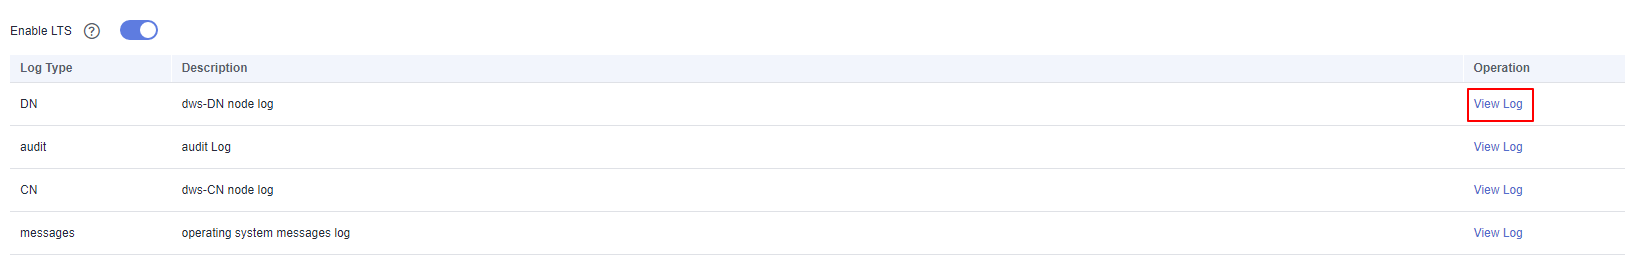 Enable LTS ?
Log Type Description Operation
DN dws-DN node log View Log
audit audit Log View Log
CN dws-CN node log View Log
messages operating system messages log View Log